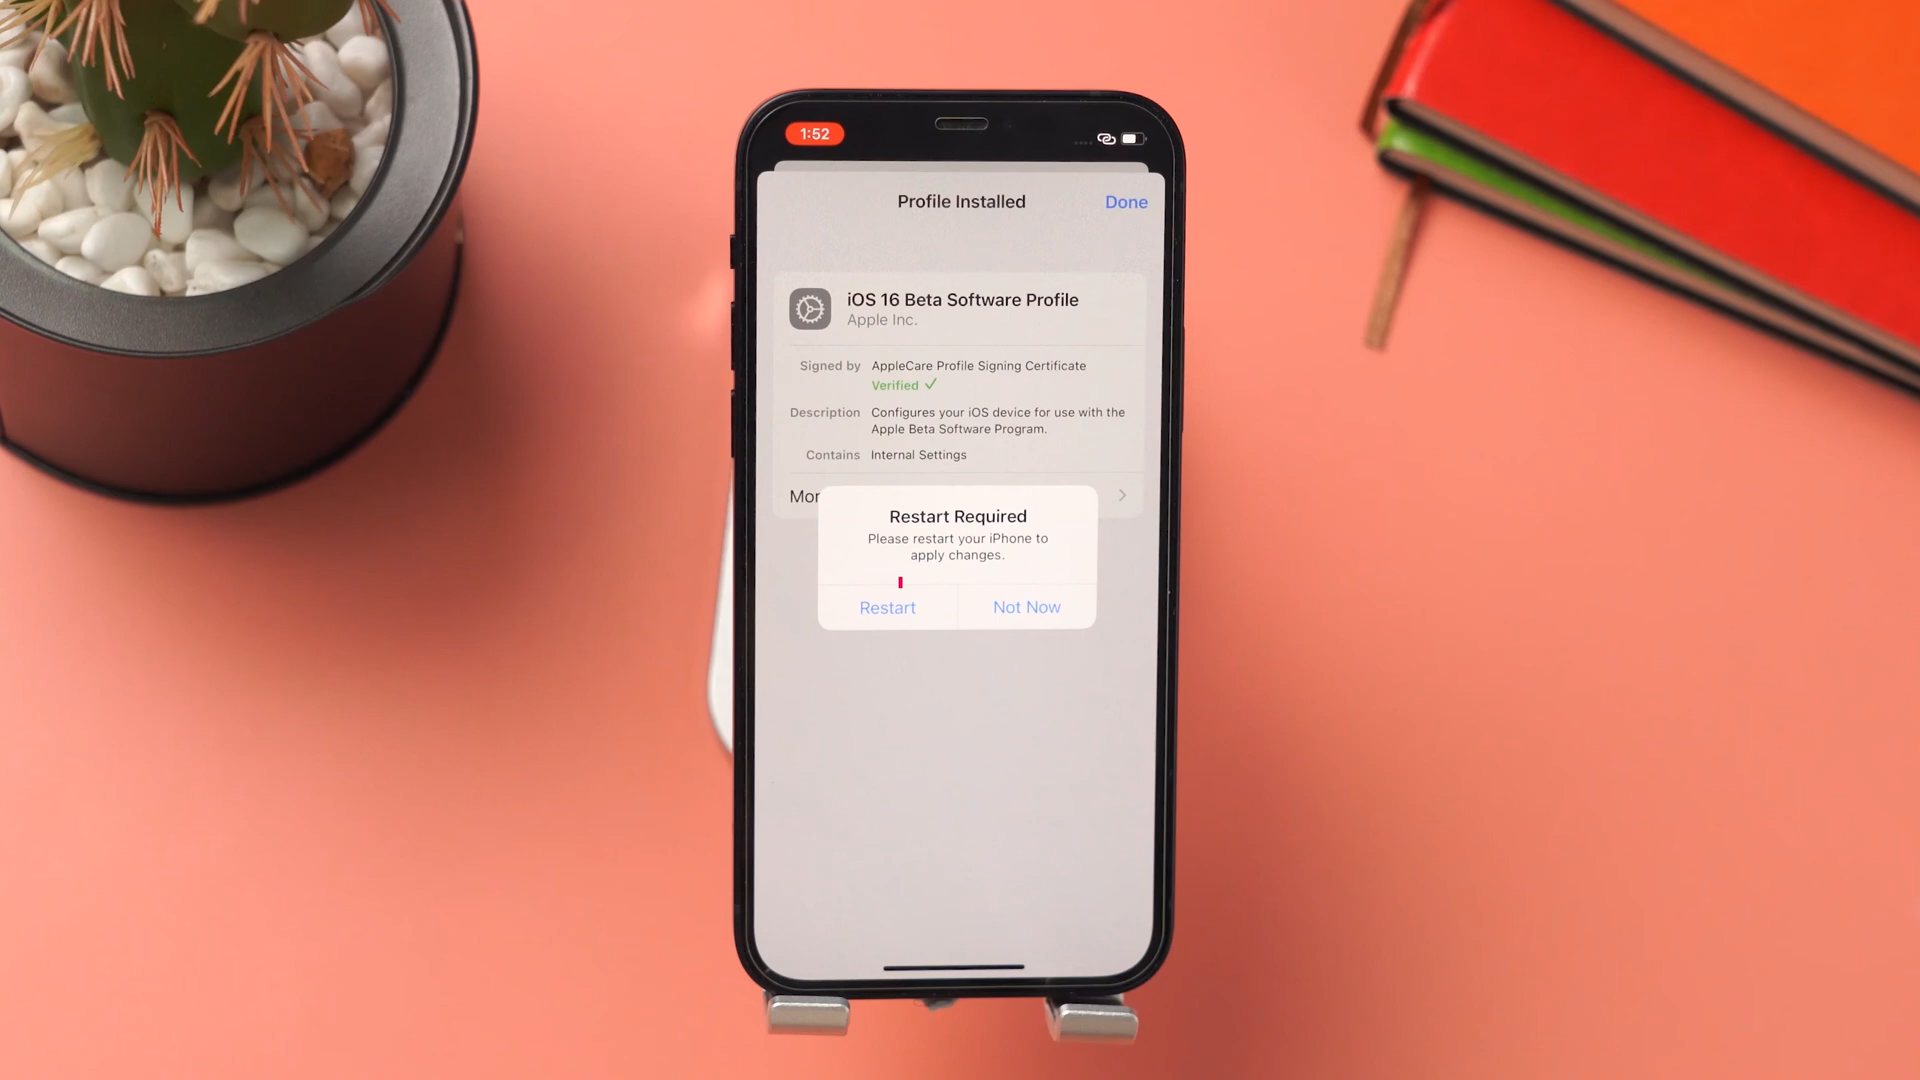 1:52
Profile Installed
Done
iOS 16 Beta Software Profile
Apple Inc.
Signed by AppleCare Profile Signing Certificate
Verified ✓
Description Configures your iOS device for use with the
Apple Beta Software Program.
Contains Internal Settings
Mor
Restart Required
Please restart your iPhone to
apply changes.
Restart
Not Now